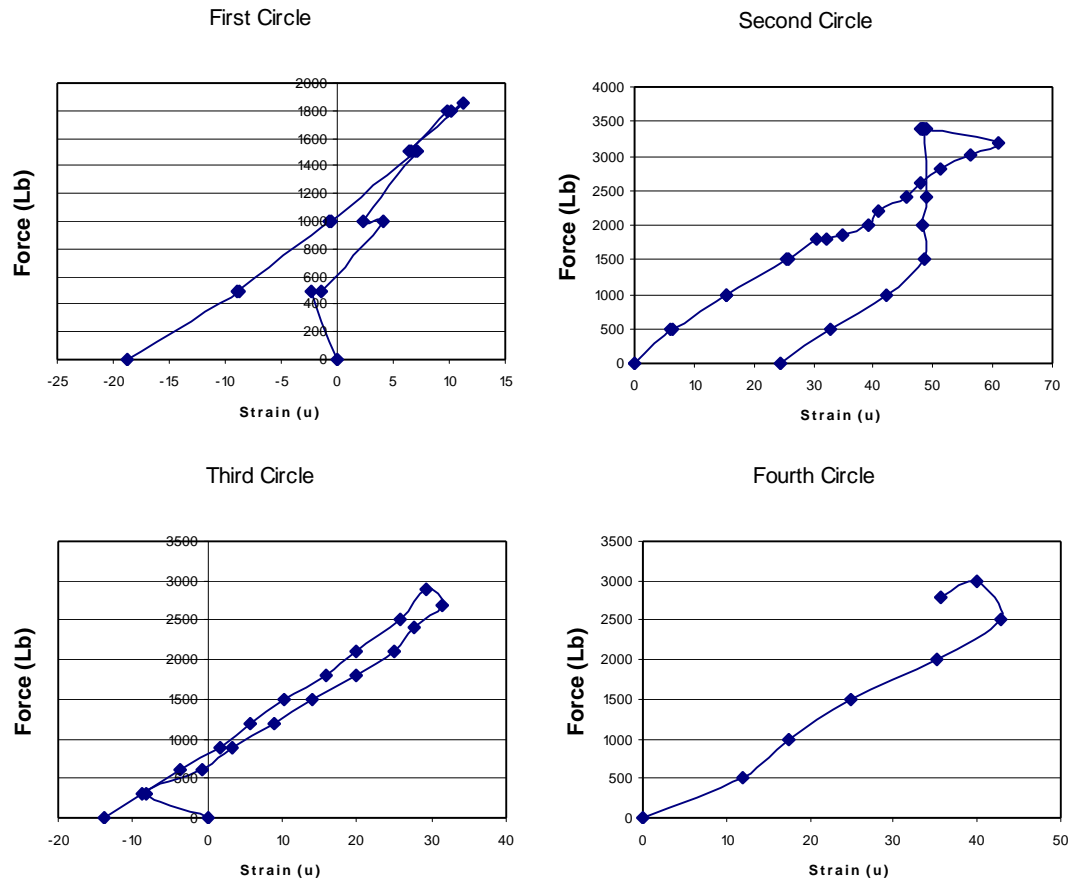 First Circle
Force (Lb)
2000
1800
1600
1400
1200
1000
800
600
400
200
0
-25 -20 -15 -10 -5 0 5 10 15
Strain (u)
Second Circle
Force (Lb)
4000
3500
3000
2500
2000
1500
1000
500
0
0 10 20 30 40 50 60 70
Strain (u)
Third Circle
Force (Lb)
3500
3000
2500
2000
1500
1000
500
0
-20 -10 0 10 20 30 40
Strain (u)
Fourth Circle
Force (Lb)
3500
3000
2500
2000
1500
1000
500
0
0 10 20 30 40 50
Strain (u)